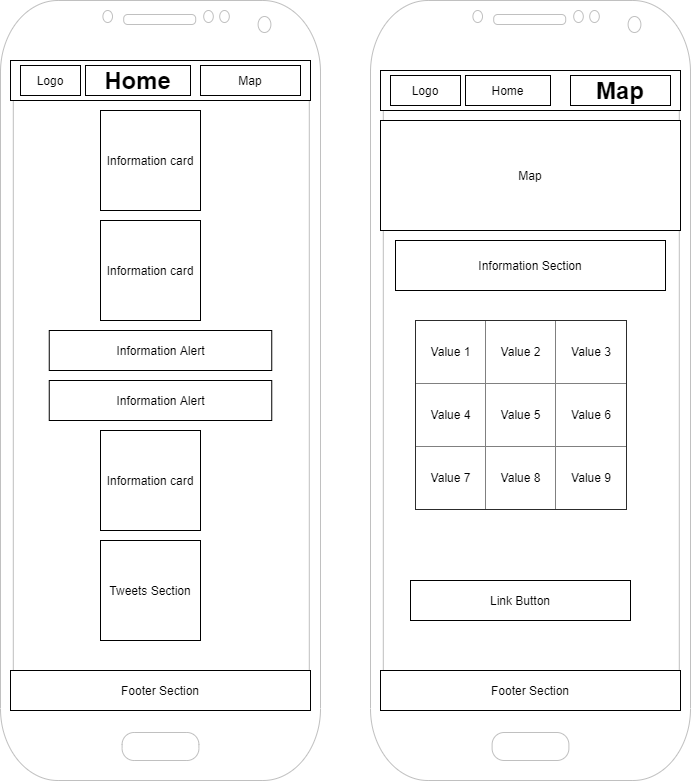 Logo
Home
Map
Information card
Information card
Information Alert
Information Alert
Information card
Tweets Section
Footer Section
Logo
Home
Map
Map
Information Section
Value 1
Value 2
Value 3
Value 4
Value 5
Value 6
Value 7
Value 8
Value 9
Link Button
Footer Section